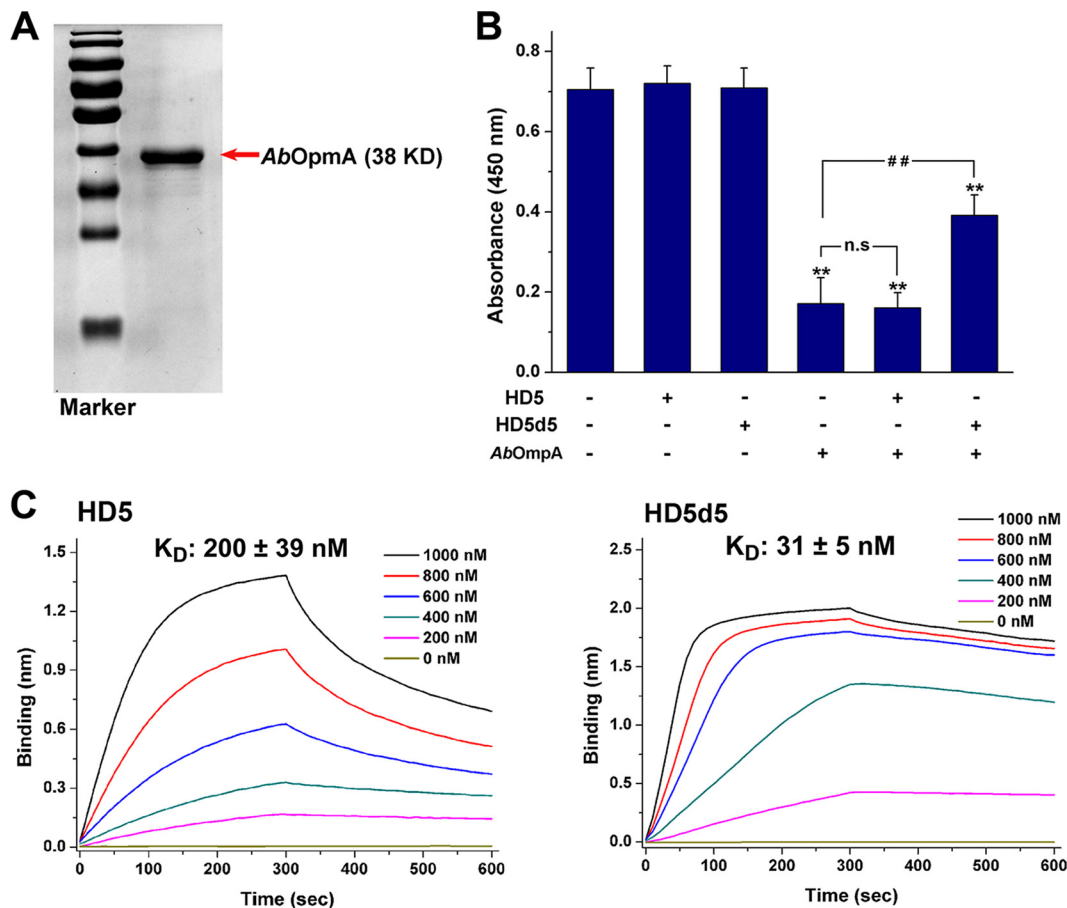 A
AbOpmA (38 KD)
Marker
B
Absorbance (450 nm)
0.8
0.6
0.4
0.2
0.0
##
n.s
**
**
**
HD5 - + - - + -
HD5d5 - - + - - +
AbOmpA - - - + + +
C
HD5
K_D: 200 ± 39 nM
1000 nM
800 nM
600 nM
400 nM
200 nM
0 nM
Binding (nm)
1.5
1.2
0.9
0.6
0.3
0.0
0 100 200 300 400 500 600
Time (sec)
HD5d5
K_D: 31 ± 5 nM
1000 nM
800 nM
600 nM
400 nM
200 nM
0 nM
Binding (nm)
2.5
2.0
1.5
1.0
0.5
0.0
0 100 200 300 400 500 600
Time (sec)